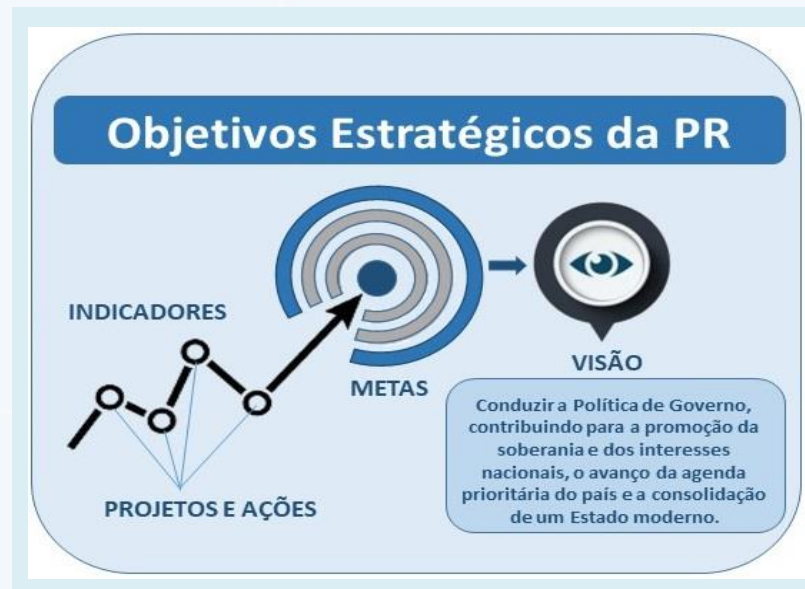 Objetivos Estratégicos da PR
INDICADORES
METAS
VISÃO
PROJETOS E AÇÕES
Conduzir a Política de Governo,
contribuindo para a promoção da
soberania e dos interesses
nacionais, o avanço da agenda
prioritária do país e a consolidação
de um Estado moderno.